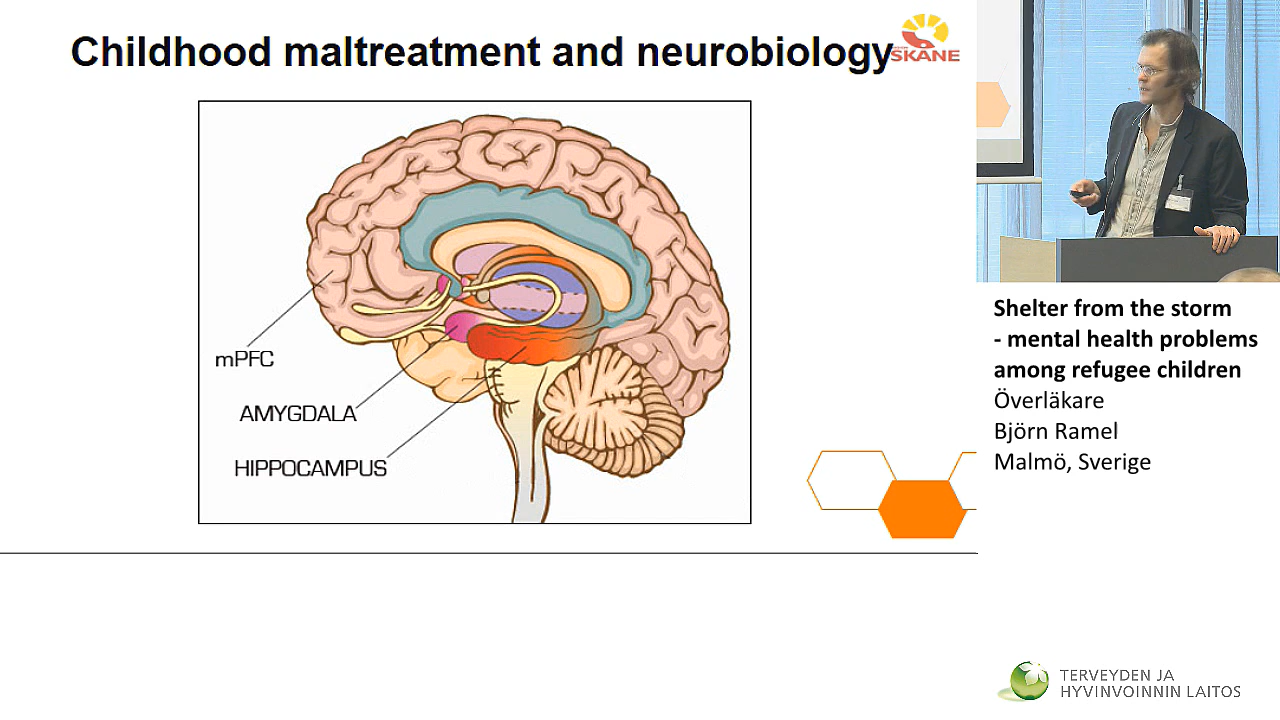 Childhood maltreatment and neurobiology
SKANE
mPFC
AMYGDALA
HIPPOCAMPUS
Shelter from the storm
- mental health problems
among refugee children
Överläkare
Björn Ramel
Malmö, Sverige
TERVEYDEN JA
HYVINVOINNIN LAITOS